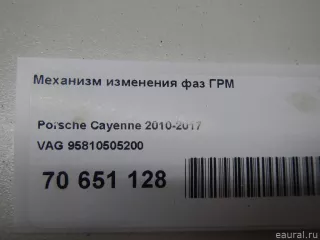 Механизм изменения фаз ГРМ
Porsche Cayenne 2010-2017
VAG 95810505200
70 651 128
eaural.ru